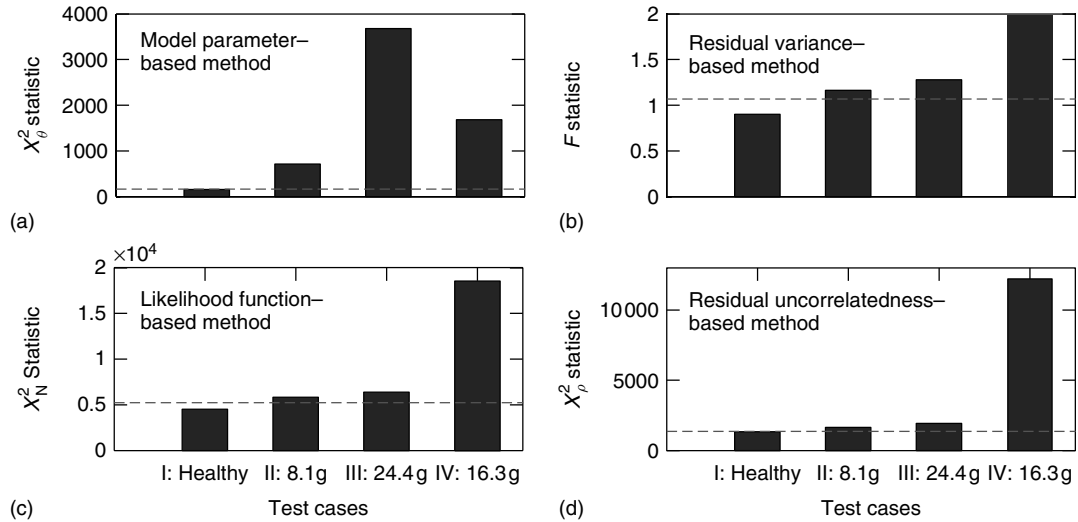 (a)
4000
3000
2000
1000
0
X²θ statistic
Model parameter–
based method
(b)
2
1.5
1
0.5
0
F statistic
Residual variance–
based method
(c)
×10⁴
2
1.5
1
0.5
0
X²N Statistic
Likelihood function–
based method
I: Healthy II: 8.1g III: 24.4g IV: 16.3g
Test cases
(d)
10000
5000
0
X²ρ statistic
Residual uncorrelatedness–
based method
I: Healthy II: 8.1g III: 24.4g IV: 16.3g
Test cases